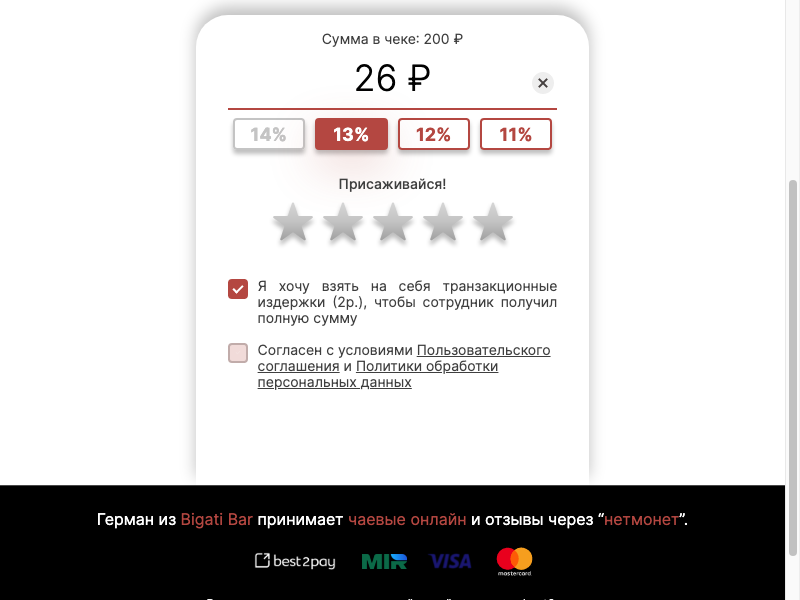 Сумма в чеке: 200 ₽
26 ₽
14% 13% 12% 11%
Присаживайся!
Я хочу взять на себя транзакционные
издержки (2р.), чтобы сотрудник получил
полную сумму
Согласен с условиями Пользовательского
соглашения и Политики обработки
персональных данных
Герман из Bigati Bar принимает чаевые онлайн и отзывы через “нетмонет”.
best2pay MIR VISA mastercard